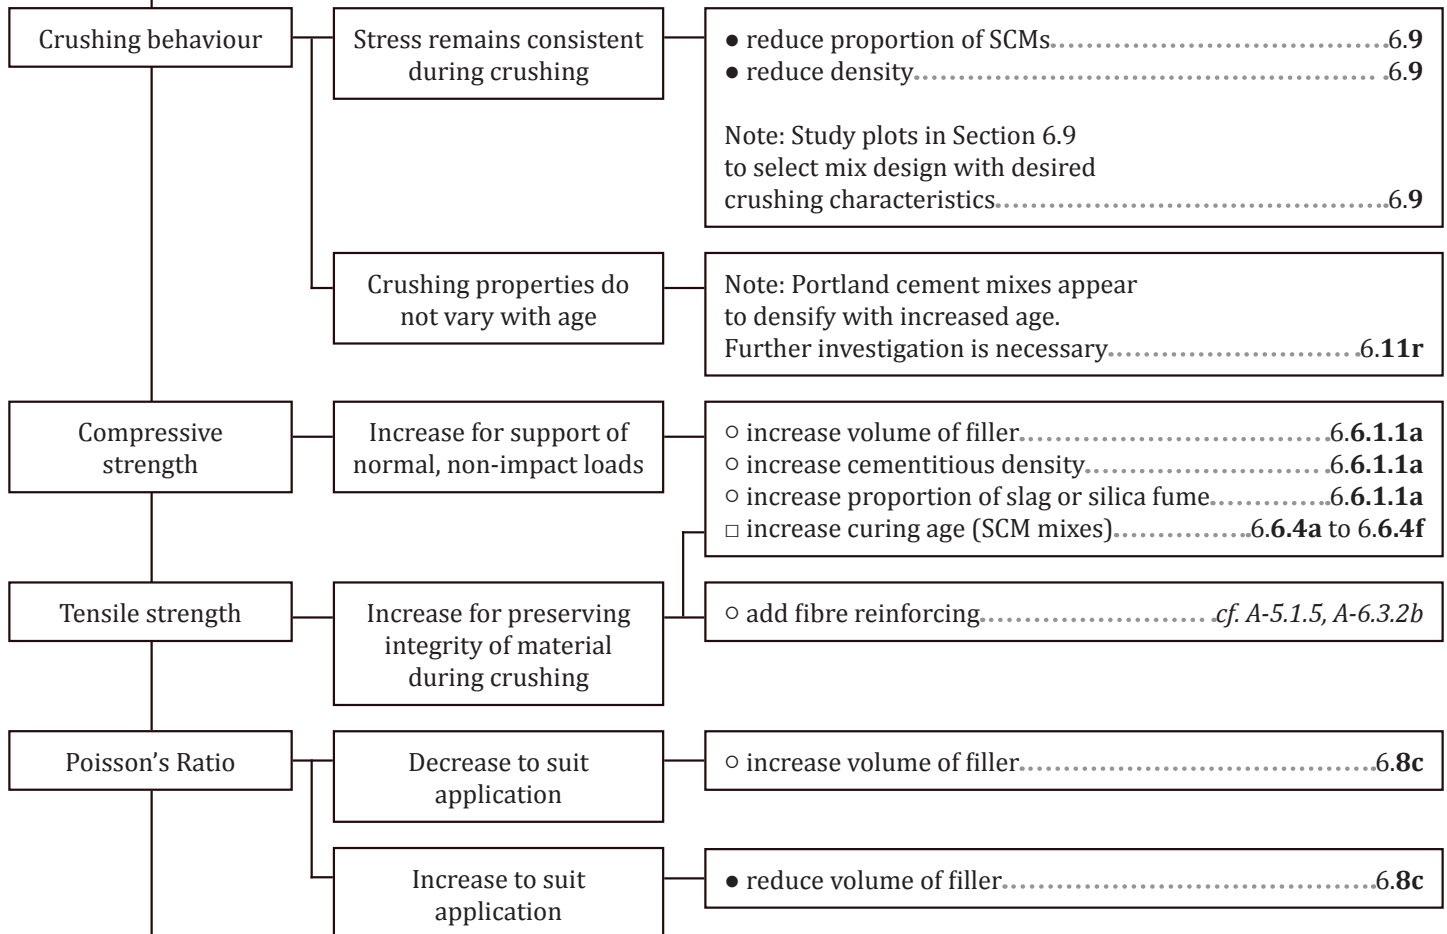 Crushing behaviour
Stress remains consistent
during crushing
● reduce proportion of SCMs 6.9
● reduce density 6.9
Note: Study plots in Section 6.9
to select mix design with desired
crushing characteristics 6.9
Crushing properties do
not vary with age
Note: Portland cement mixes appear
to densify with increased age.
Further investigation is necessary 6.11r
Compressive
strength
Increase for support of
normal, non-impact loads
○ increase volume of filler 6.6.1.1a
○ increase cementitious density 6.6.1.1a
○ increase proportion of slag or silica fume 6.6.1.1a
□ increase curing age (SCM mixes) 6.6.4a to 6.6.4f
Tensile strength
Increase for preserving
integrity of material
during crushing
○ add fibre reinforcing cf. A-5.1.5, A-6.3.2b
Poisson’s Ratio
Decrease to suit
application
○ increase volume of filler 6.8c
Increase to suit
application
● reduce volume of filler 6.8c